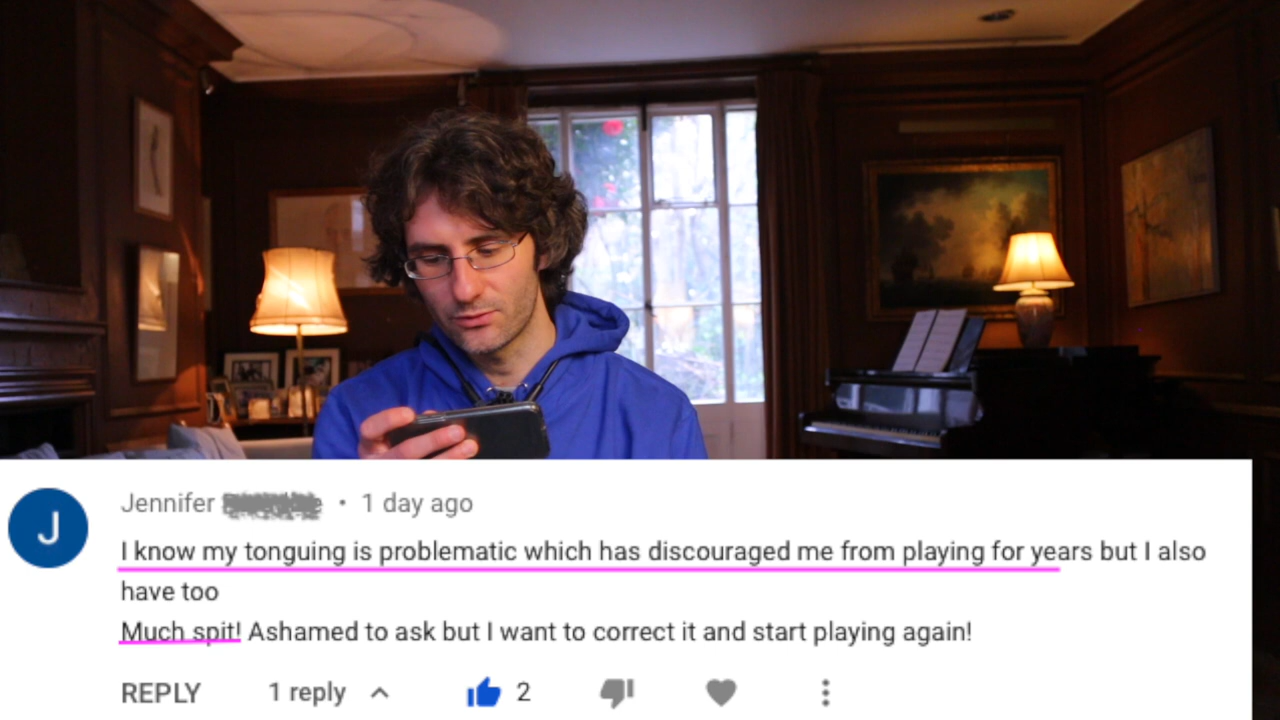 J
Jennifer • 1 day ago
I know my tonguing is problematic which has discouraged me from playing for years but I also
have too
Much spit! Ashamed to ask but I want to correct it and start playing again!
REPLY 1 reply 2